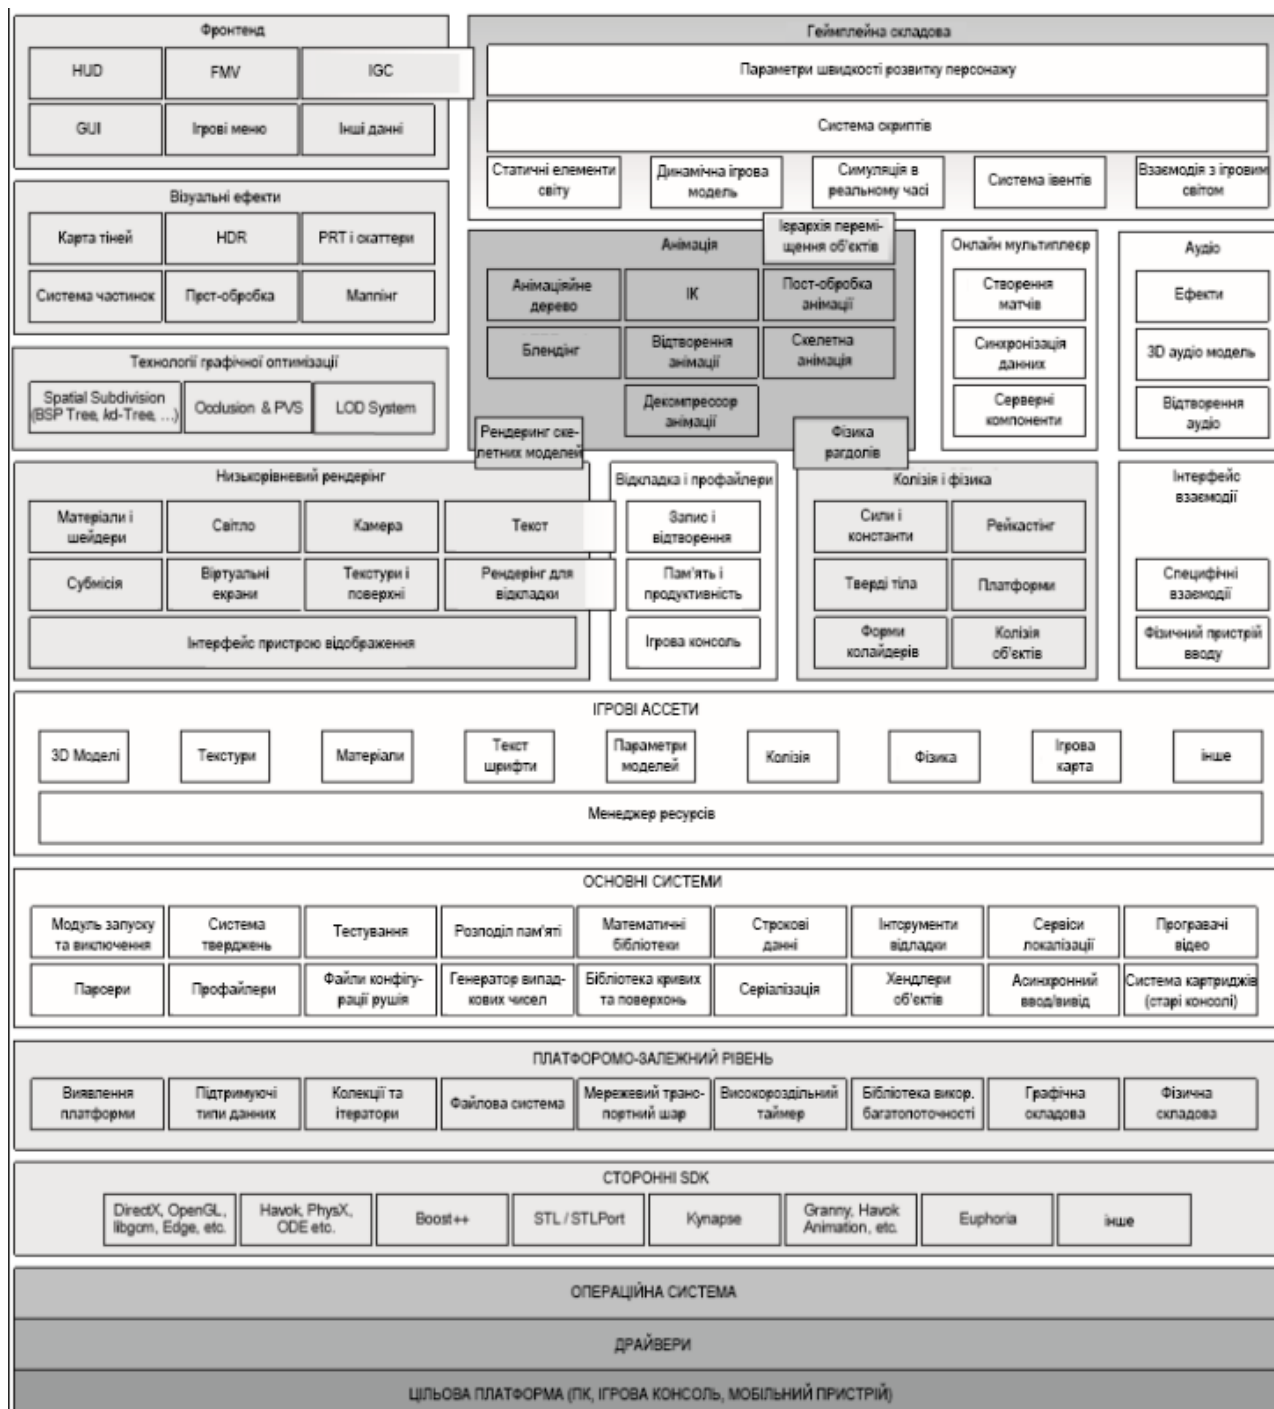 Фронтенд
HUD
FMV
IGC
GUI
Ігрові меню
Інші данні
Візуальні ефекти
Карта тіней
HDR
PRT і скаттери
Система частинок
Прст-обробка
Маппінг
Технології графічної оптимізації
Spatial Subdivision
(BSP Tree, kd-Tree, ...)
Occlusion & PVS
LOD System
Геймплейна складова
Параметри швидкості розвитку персонажу
Система скриптів
Статичні елементи
світу
Динамічна ігрова
модель
Симуляція в
реальному часі
Система івентів
Взаємодія з ігровим
світом
Анімація
Ієрархія перемі-
щення об'єктів
Анімаційне
дерево
ІК
Пост-обробка
анімації
Блендінг
Відтворення
анімації
Скелетна
анімація
Декомпрессор
анімації
Рендеринг ске-
летних моделей
Фізика
рагдолів
Онлайн мультиплеєр
Створення
матчів
Синхронізація
данних
Серверні
компоненти
Аудіо
Ефекти
3D аудіо модель
Відтворення
аудіо
Низькорівневий рендерінг
Матеріали і
шейдери
Світло
Камера
Текст
Субмісія
Віртуальні
екрани
Текстури і
поверхні
Рендерінг для
відкладки
Інтерфейс пристрою відображення
Відкладка і профайлери
Запис і
відтворення
Пам'ять і
продуктивність
Ігрова консоль
Колізія і фізика
Сили і
константи
Рейкастінг
Тверді тіла
Платформи
Форми
колайдерів
Колізія
об'єктів
Інтерфейс
взаємодії
Специфічні
взаємодії
Фізичний пристрій
вводу
ІГРОВІ АССЕТИ
3D Моделі
Текстури
Матеріали
Текст
шрифти
Параметри
моделей
Колізія
Фізика
Ігрова
карта
інше
Менеджер ресурсів
ОСНОВНІ СИСТЕМИ
Модуль запуску
та виключення
Система
тверджень
Тестування
Розподіл пам'яті
Математичні
бібліотеки
Строкові
данні
Інтсрументи
відладки
Сервіси
локалізації
Програвачі
відео
Парсери
Профайлери
Файли конфігу-
рації рушія
Генератор випад-
кових чисел
Бібліотека кривих
та поверхонь
Серіалізація
Хендлери
об'єктів
Асинхронний
ввод/вивід
Система картриджів
(старі консолі)
ПЛАТФОРОМО-ЗАЛЕЖНИЙ РІВЕНЬ
Виявлення
платформи
Підтримуючі
типи данних
Колекції та
ітератори
Файлова система
Мережевий транс-
портний шар
Високороздільний
таймер
Бібліотека викор.
багатопоточності
Графічна
складова
Фізична
складова
СТОРОННІ SDK
DirectX, OpenGL,
libgcm, Edge, etc.
Havok, PhysX,
ODE etc.
Boost++
STL / STLPort
Kynapse
Granny, Havok
Animation, etc.
Euphoria
інше
ОПЕРАЦІЙНА СИСТЕМА
ДРАЙВЕРИ
ЦІЛЬОВА ПЛАТФОРМА (ПК, ІГРОВА КОНСОЛЬ, МОБІЛЬНИЙ ПРИСТРІЙ)